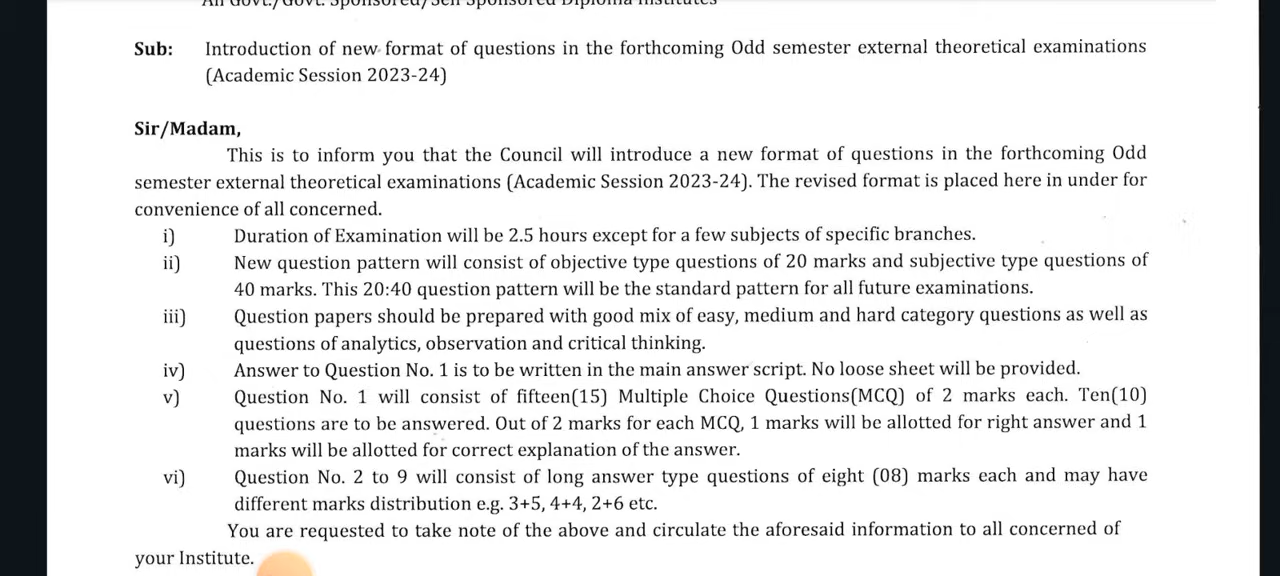 All Govt./Govt. Sponsored/Self Sponsored Diploma Institutes
Sub: Introduction of new format of questions in the forthcoming Odd semester external theoretical examinations
(Academic Session 2023-24)
Sir/Madam,
This is to inform you that the Council will introduce a new format of questions in the forthcoming Odd
semester external theoretical examinations (Academic Session 2023-24). The revised format is placed here in under for
convenience of all concerned.
i) Duration of Examination will be 2.5 hours except for a few subjects of specific branches.
ii) New question pattern will consist of objective type questions of 20 marks and subjective type questions of
40 marks. This 20:40 question pattern will be the standard pattern for all future examinations.
iii) Question papers should be prepared with good mix of easy, medium and hard category questions as well as
questions of analytics, observation and critical thinking.
iv) Answer to Question No. 1 is to be written in the main answer script. No loose sheet will be provided.
v) Question No. 1 will consist of fifteen(15) Multiple Choice Questions(MCQ) of 2 marks each. Ten(10)
questions are to be answered. Out of 2 marks for each MCQ, 1 marks will be allotted for right answer and 1
marks will be allotted for correct explanation of the answer.
vi) Question No. 2 to 9 will consist of long answer type questions of eight (08) marks each and may have
different marks distribution e.g. 3+5, 4+4, 2+6 etc.
You are requested to take note of the above and circulate the aforesaid information to all concerned of
your Institute.